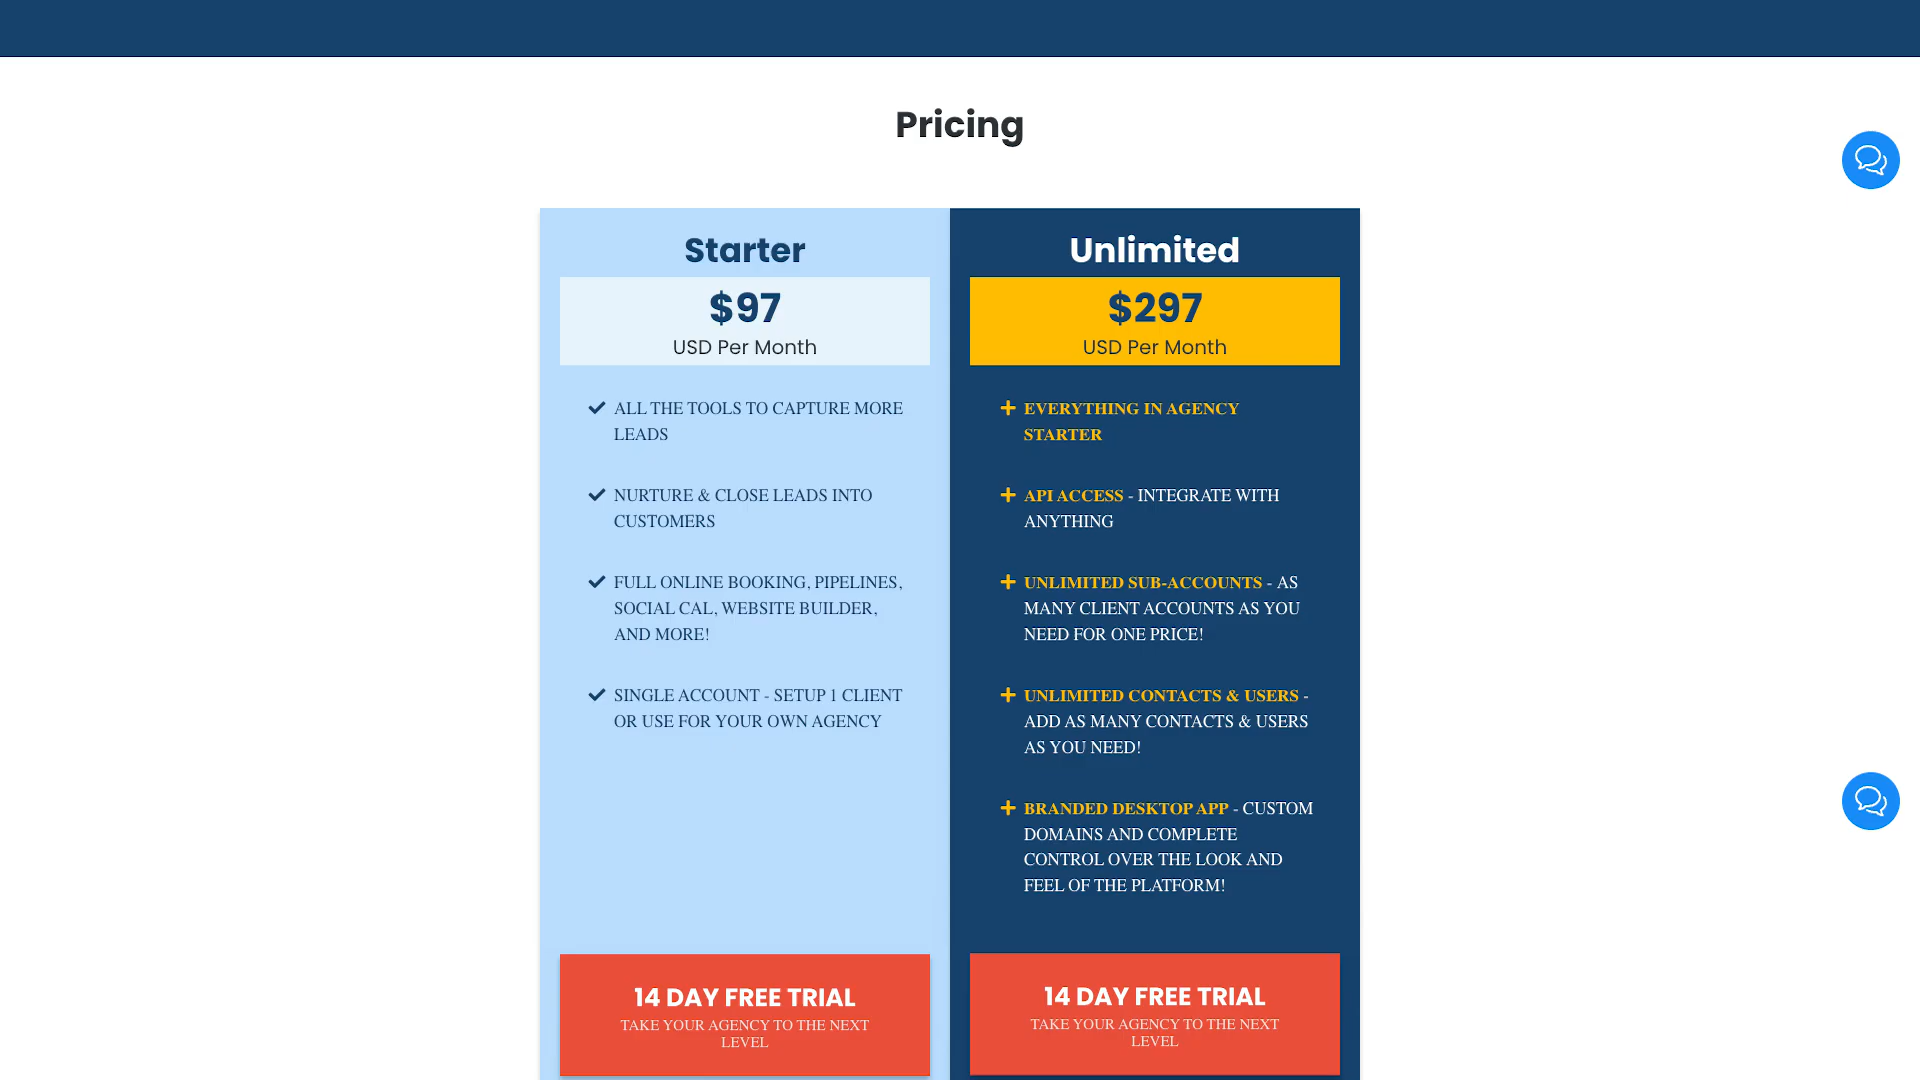 Pricing
Starter
$97
USD Per Month
ALL THE TOOLS TO CAPTURE MORE
LEADS
NURTURE & CLOSE LEADS INTO
CUSTOMERS
FULL ONLINE BOOKING, PIPELINES,
SOCIAL CAL, WEBSITE BUILDER,
AND MORE!
SINGLE ACCOUNT - SETUP 1 CLIENT
OR USE FOR YOUR OWN AGENCY
14 DAY FREE TRIAL
TAKE YOUR AGENCY TO THE NEXT
LEVEL
Unlimited
$297
USD Per Month
EVERYTHING IN AGENCY
STARTER
API ACCESS - INTEGRATE WITH
ANYTHING
UNLIMITED SUB-ACCOUNTS - AS
MANY CLIENT ACCOUNTS AS YOU
NEED FOR ONE PRICE!
UNLIMITED CONTACTS & USERS -
ADD AS MANY CONTACTS & USERS
AS YOU NEED!
BRANDED DESKTOP APP - CUSTOM
DOMAINS AND COMPLETE
CONTROL OVER THE LOOK AND
FEEL OF THE PLATFORM!
14 DAY FREE TRIAL
TAKE YOUR AGENCY TO THE NEXT
LEVEL